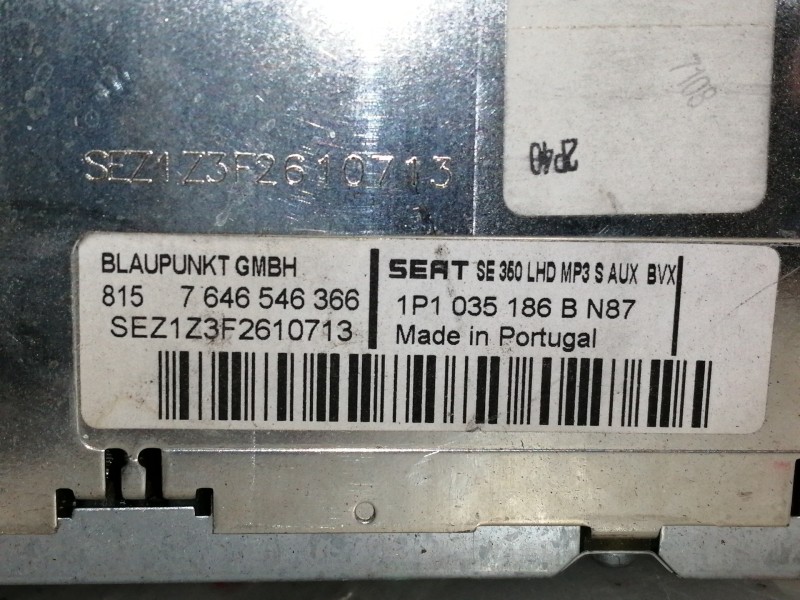 7108
2P40
SEZ1Z3F2610713
BLAUPUNKT GMBH
815 7 646 546 366
SEZ1Z3F2610713
SEAT SE 350 LHD MP3 S AUX BVX
1P1 035 186 B N87
Made in Portugal